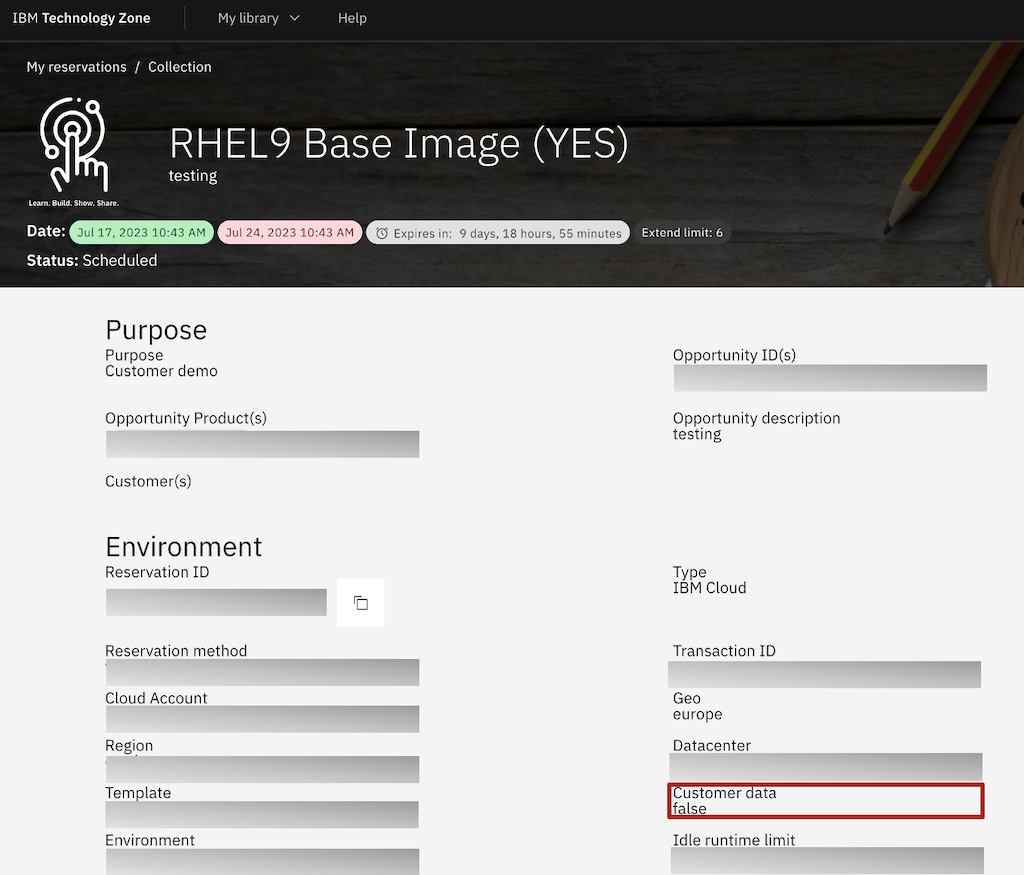 IBM Technology Zone My library Help
My reservations / Collection
RHEL9 Base Image (YES)
testing
Learn. Build. Show. Share.
Date: Jul 17, 2023 10:43 AM Jul 24, 2023 10:43 AM Expires in: 9 days, 18 hours, 55 minutes Extend limit: 6
Status: Scheduled
Purpose
Purpose
Customer demo
Opportunity ID(s)
Opportunity Product(s)
Opportunity description
testing
Customer(s)
Environment
Reservation ID
Type
IBM Cloud
Reservation method
Transaction ID
Cloud Account
Geo
europe
Region
Datacenter
Template
Customer data
false
Environment
Idle runtime limit